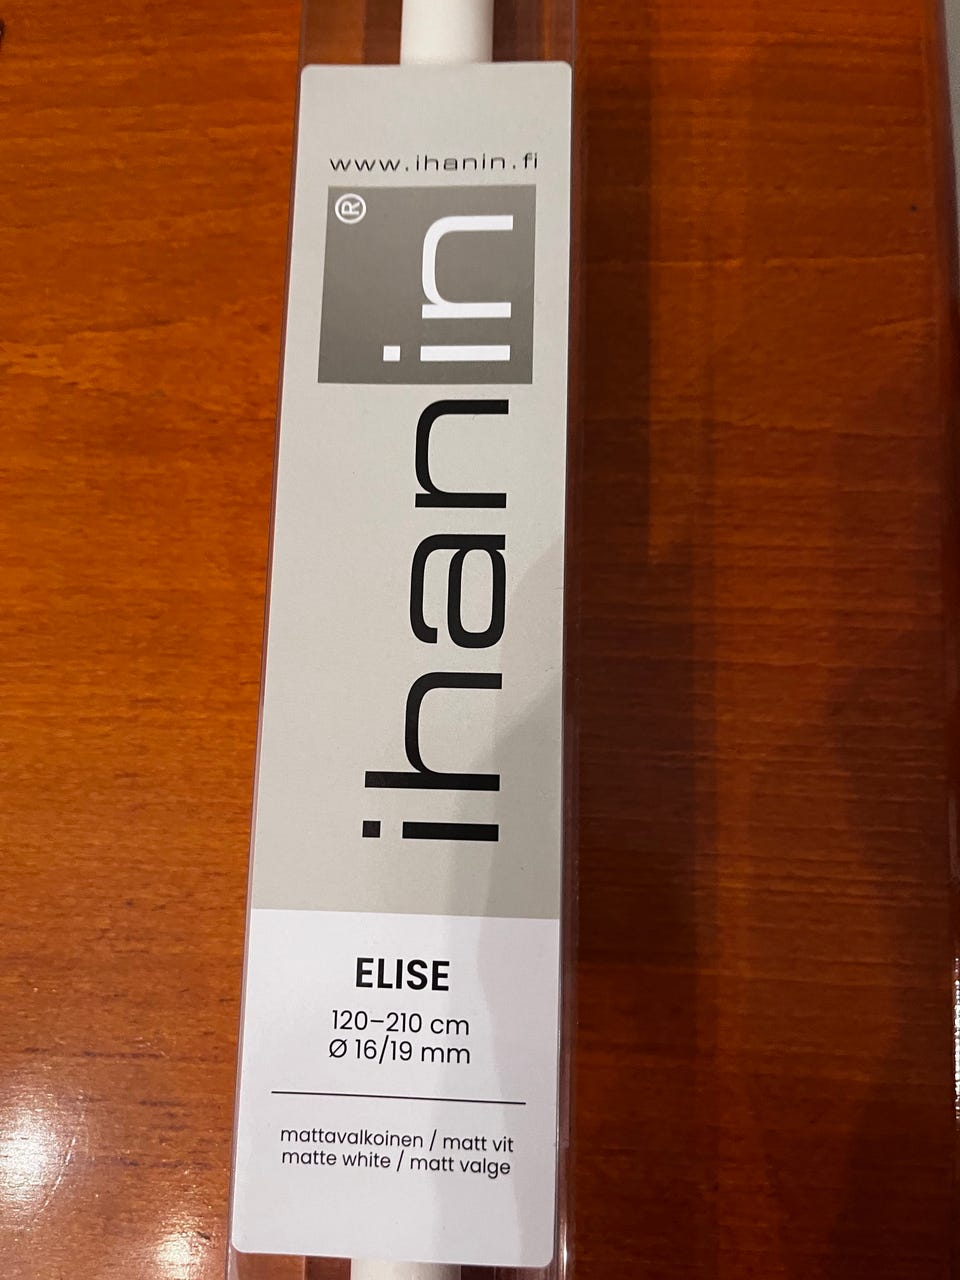 www.ihanin.fi
ihanin®
ELISE
120–210 cm
Ø 16/19 mm
mattavalkoinen / matt vit
matte white / matt valge